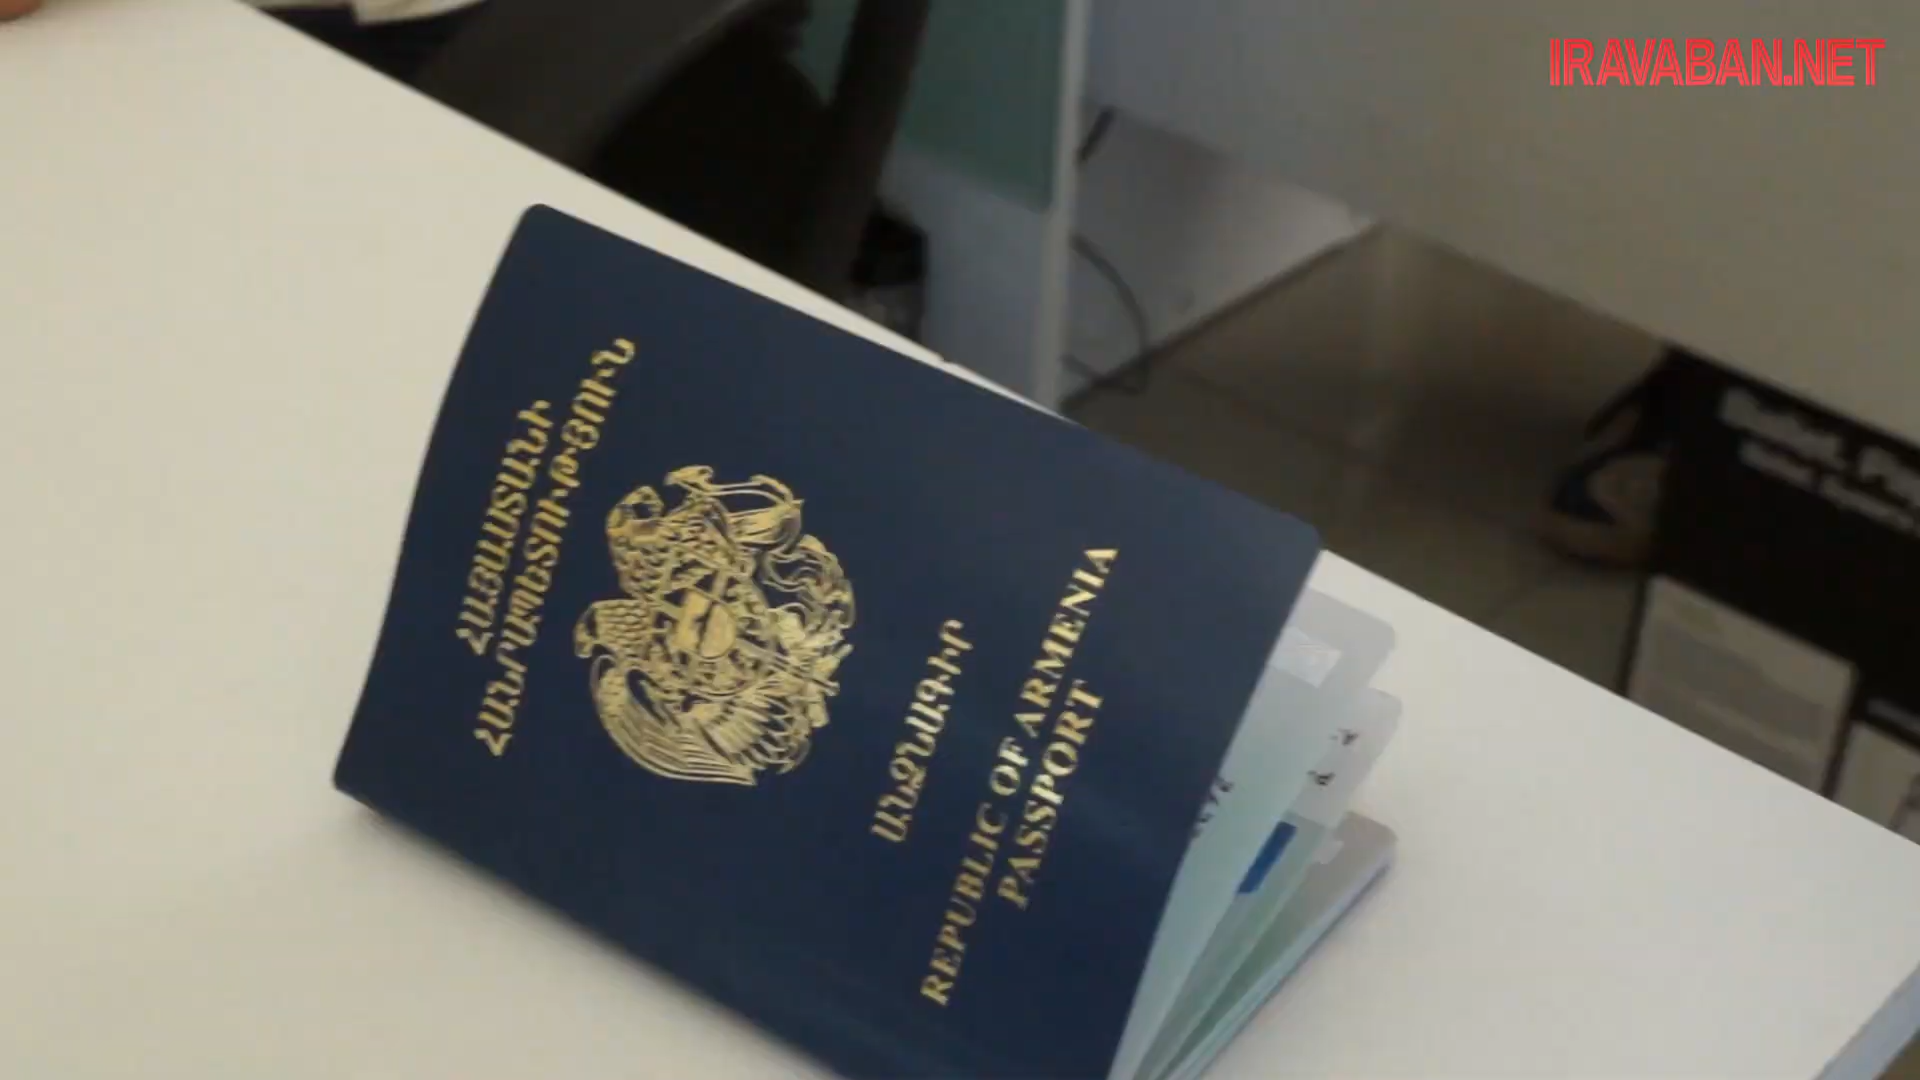 IRAVABAN.NET
ՀԱՅԱՍՏԱՆԻ
ՀԱՆՐԱՊԵՏՈՒԹՅՈՒՆ
ԱՆՁՆԱԳԻՐ
REPUBLIC OF ARMENIA
PASSPORT